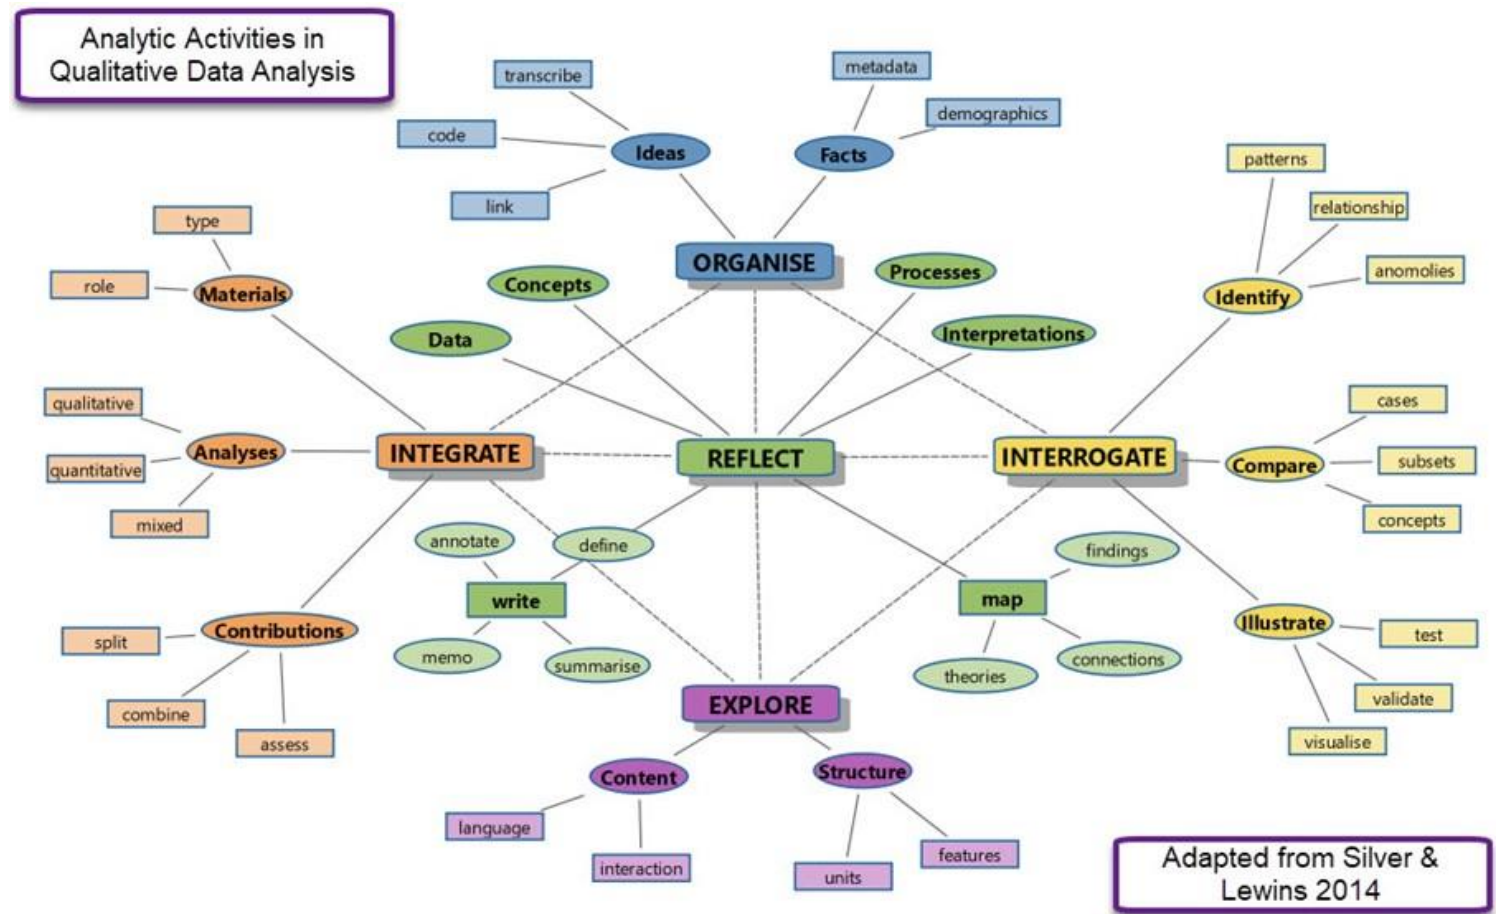 Analytic Activities in
Qualitative Data Analysis
transcribe
code
link
Ideas
metadata
demographics
Facts
ORGANISE
type
role
Materials
qualitative
quantitative
mixed
Analyses
INTEGRATE
split
combine
assess
Contributions
Concepts
Data
Processes
Interpretations
REFLECT
annotate
define
write
memo
summarise
map
findings
theories
connections
patterns
relationship
anomolies
Identify
INTERROGATE
Compare
cases
subsets
concepts
Illustrate
test
validate
visualise
EXPLORE
Content
language
interaction
Structure
units
features
Adapted from Silver &
Lewins 2014